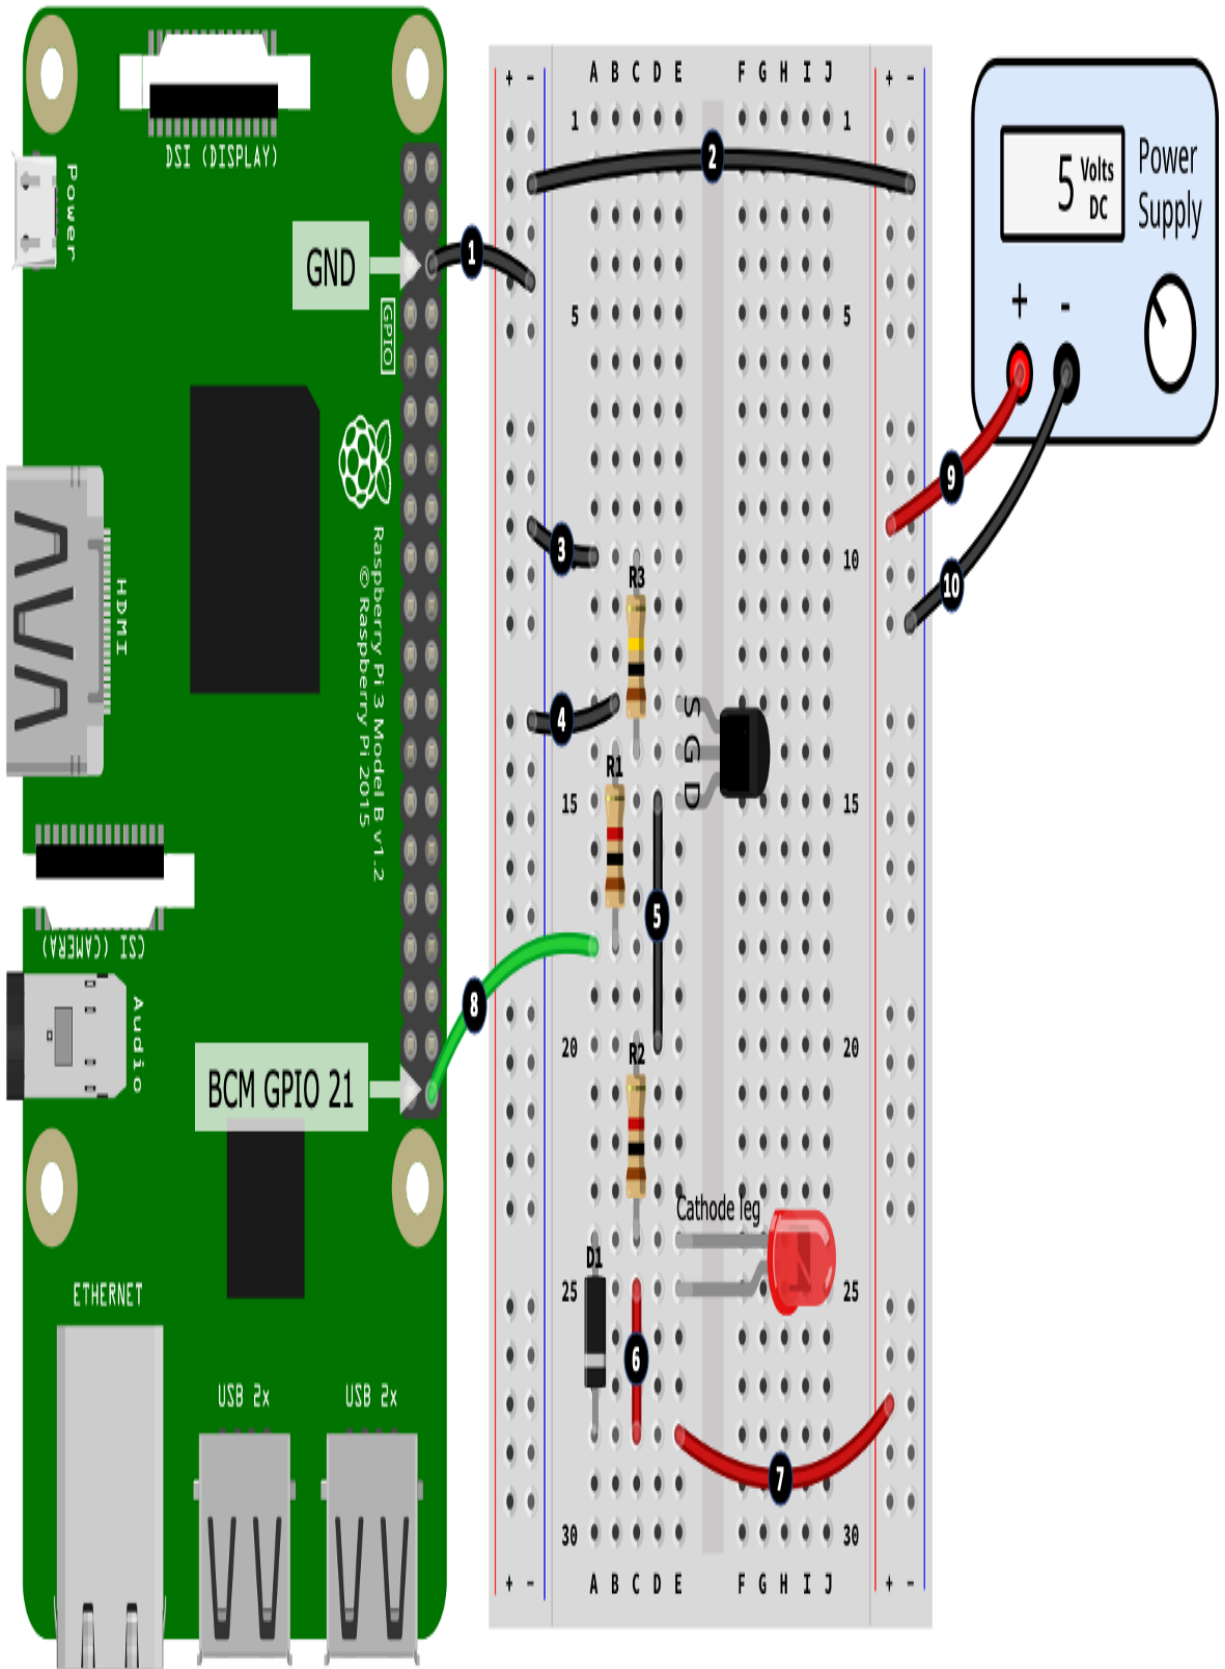 DSI (DISPLAY)
Power
GND
GPIO
Raspberry Pi 3 Model B v1.2
© Raspberry Pi 2015
HDMI
CSI (CAMERA)
Audio
BCM GPIO 21
ETHERNET
USB 2x
USB 2x
+ -
A B C D E
F G H I J
+ -
1
1
5
5
10
15
15
20
20
25
25
30
30
+ -
A B C D E
F G H I J
+ -
1
2
3
4
5
6
7
8
9
10
R3
R1
R2
D1
S
G
D
Cathode leg
5 Volts
DC
Power
Supply
+ -